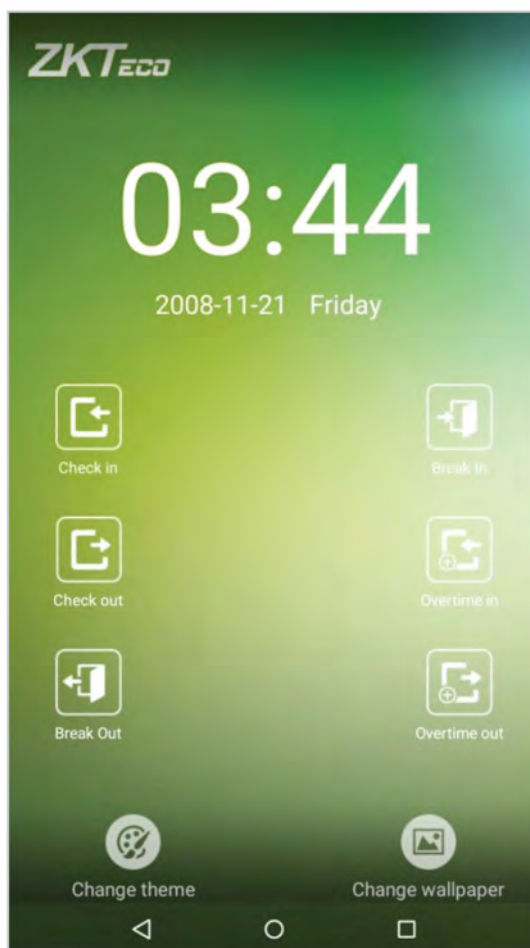 ZKTECO
03:44
2008-11-21 Friday
Check in
Break In
Check out
Overtime in
Break Out
Overtime out
Change theme
Change wallpaper